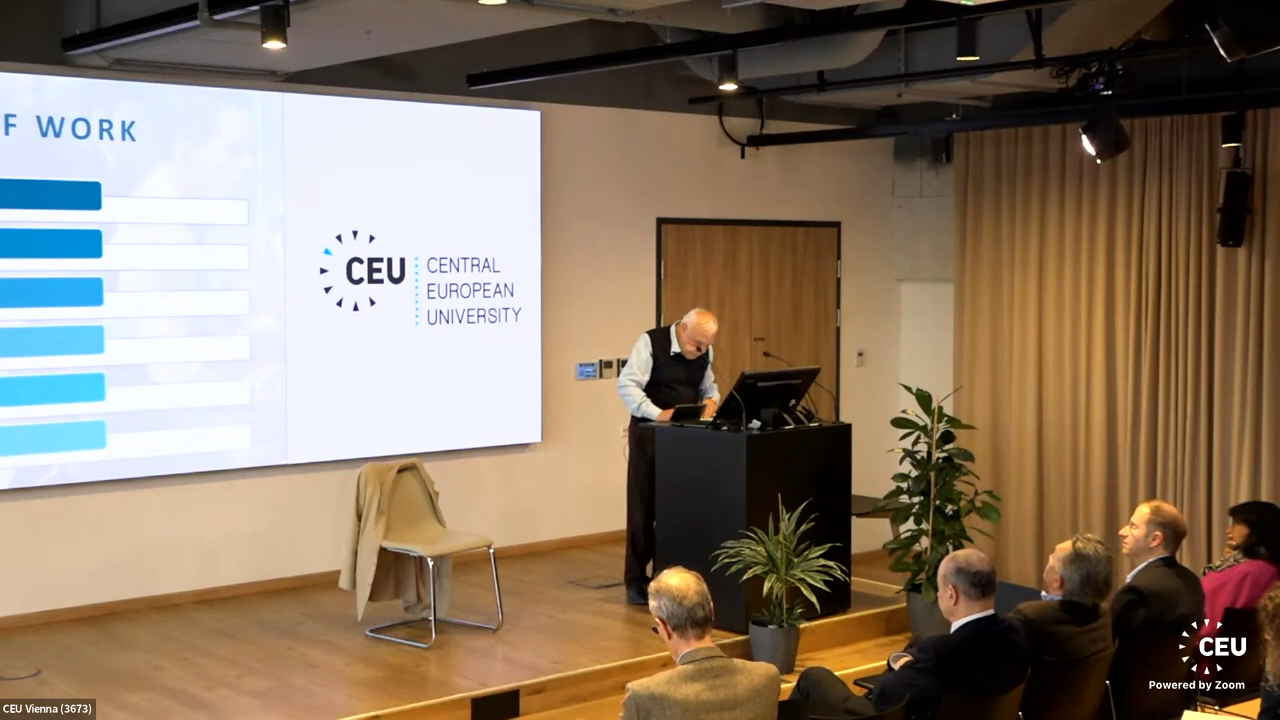 F WORK
CEU
CENTRAL
EUROPEAN
UNIVERSITY
CEU
Powered by Zoom
CEU Vienna (3673)